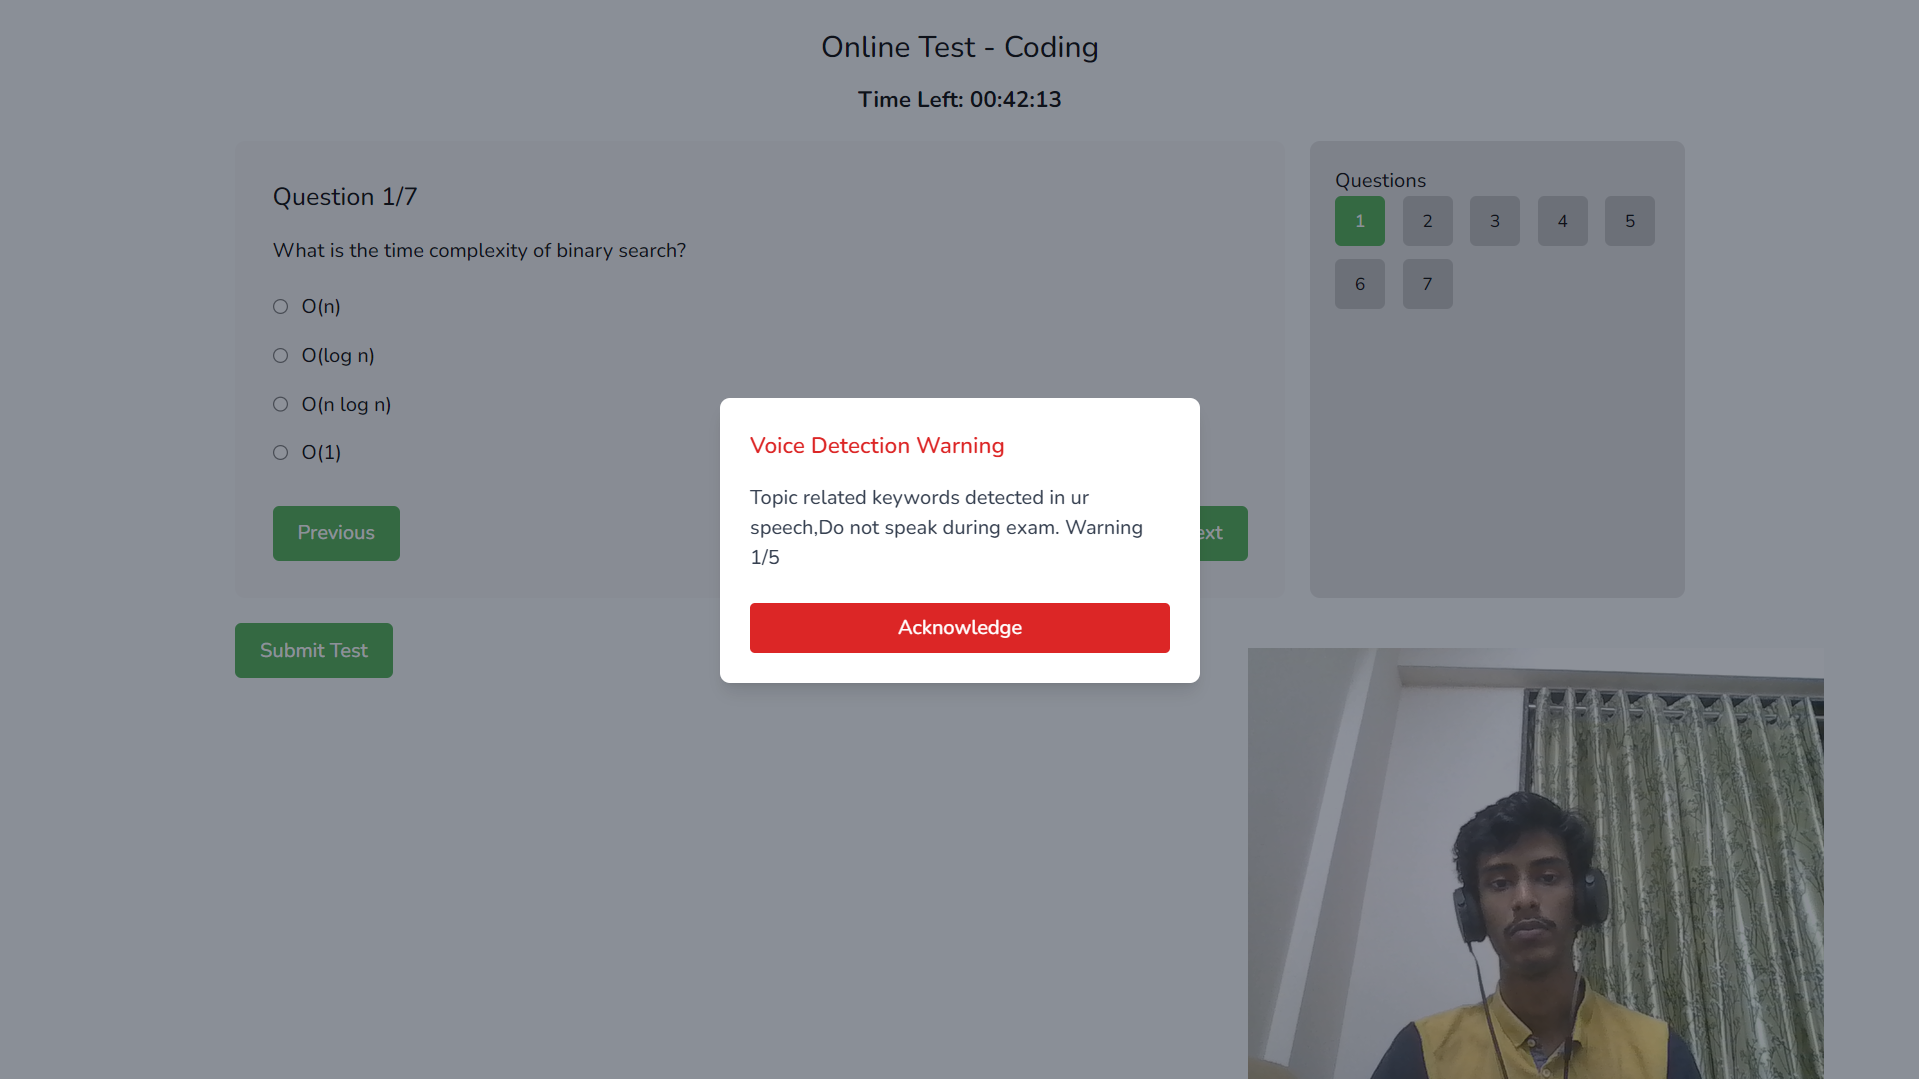 Online Test - Coding
Time Left: 00:42:13
Question 1/7
What is the time complexity of binary search?
O(n)
O(log n)
O(n log n)
O(1)
Previous
Submit Test
Questions
1 2 3 4 5
6 7
Voice Detection Warning
Topic related keywords detected in ur
speech,Do not speak during exam. Warning
1/5
Acknowledge